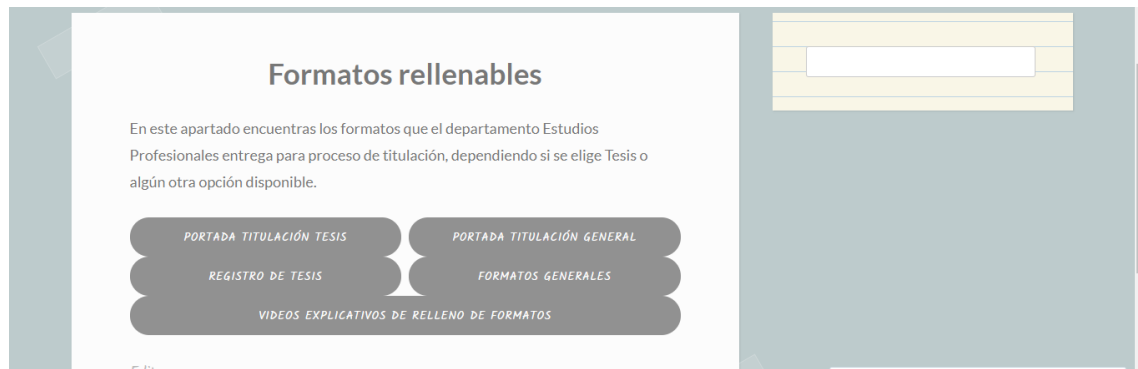 Formatos rellenables
En este apartado encuentras los formatos que el departamento Estudios
Profesionales entrega para proceso de titulación, dependiendo si se elige Tesis o
algún otra opción disponible.
PORTADA TITULACIÓN TESIS
PORTADA TITULACIÓN GENERAL
REGISTRO DE TESIS
FORMATOS GENERALES
VIDEOS EXPLICATIVOS DE RELLENO DE FORMATOS